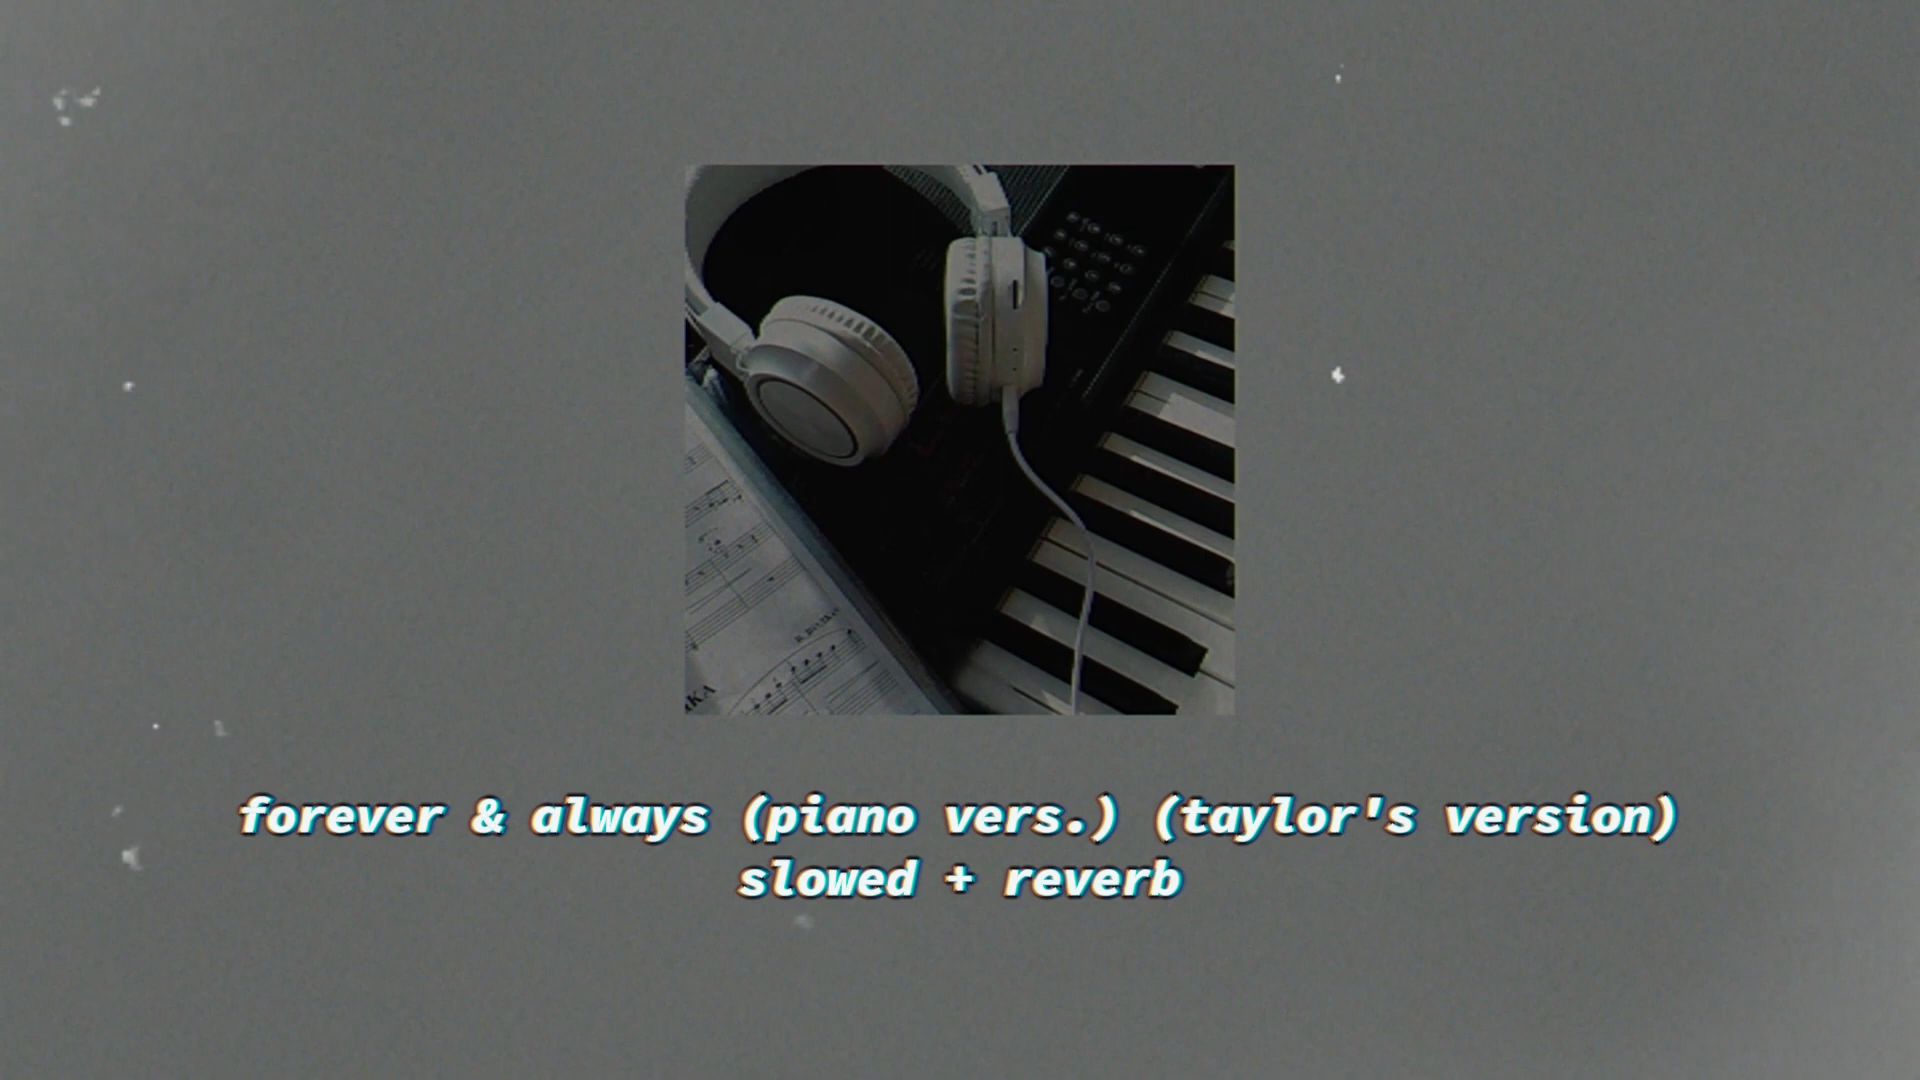 forever & always (piano vers.) (taylor's version)
slowed + reverb